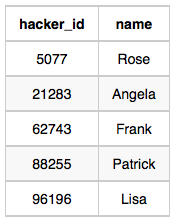 hacker_id name
5077 Rose
21283 Angela
62743 Frank
88255 Patrick
96196 Lisa